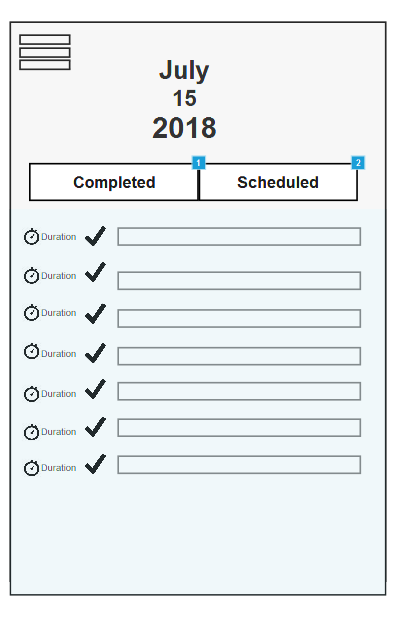 July
15
2018
1 2
Completed Scheduled
Duration
Duration
Duration
Duration
Duration
Duration
Duration